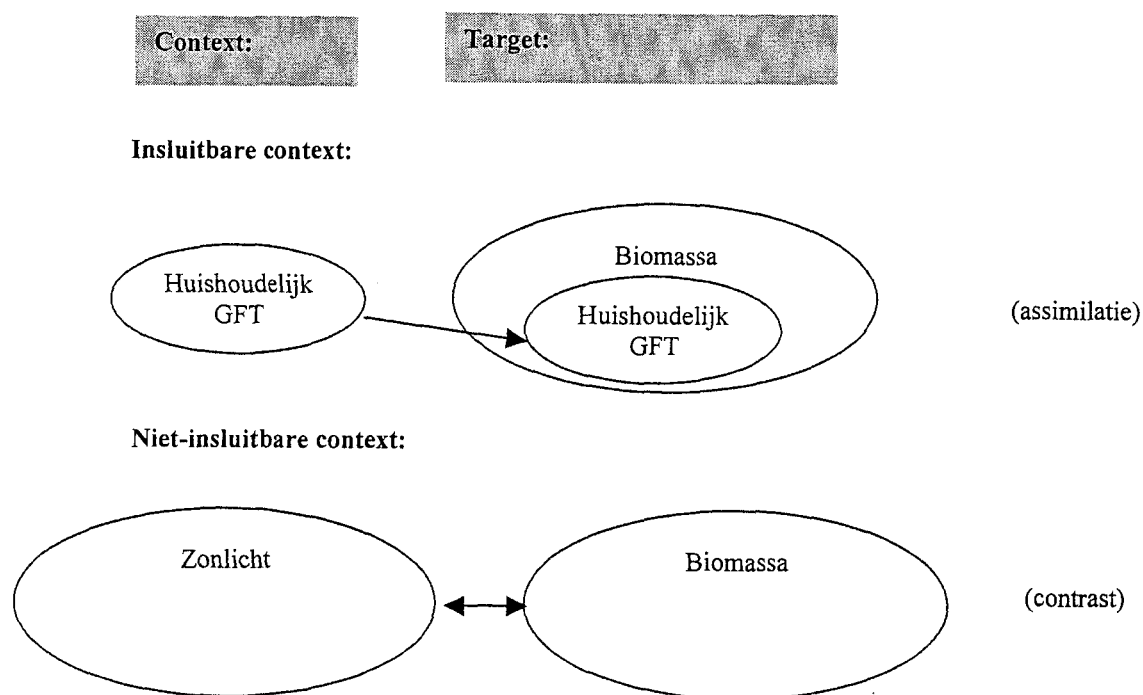 Context: Target:
Insluitbare context:
Huishoudelijk
GFT
Biomassa
Huishoudelijk
GFT
(assimilatie)
Niet-insluitbare context:
Zonlicht
Biomassa
(contrast)